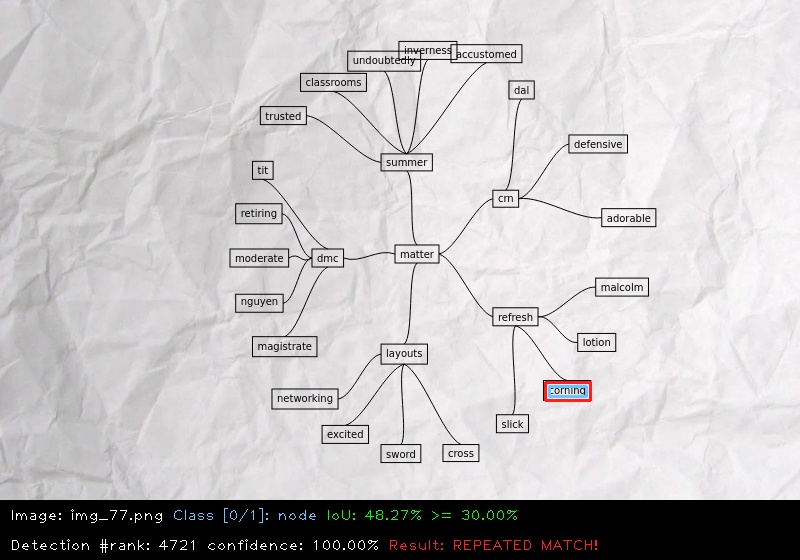 inverness
undoubtedly
accustomed
classrooms
dal
trusted
defensive
summer
tit
crn
retiring
adorable
matter
moderate
dmc
malcolm
nguyen
refresh
lotion
magistrate
layouts
corning
networking
slick
excited
sword
cross
Image: img_77.png Class [0/1]: node IoU: 48.27% >= 30.00%
Detection #rank: 4721 confidence: 100.00% Result: REPEATED MATCH!